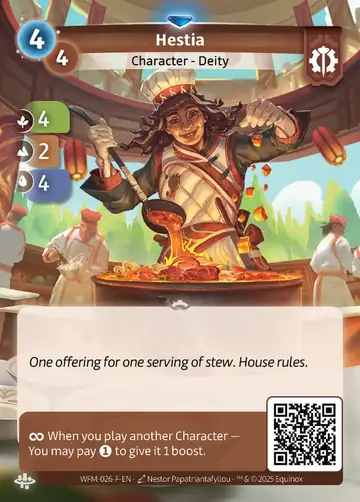 4
4
Hestia
Character - Deity
4
2
4
One offering for one serving of stew. House rules.
∞ When you play another Character —
You may pay 1 to give it 1 boost.
WFM-026-F-EN - Nestor Papatriantafyllou - ™ & © 2025 Equinox